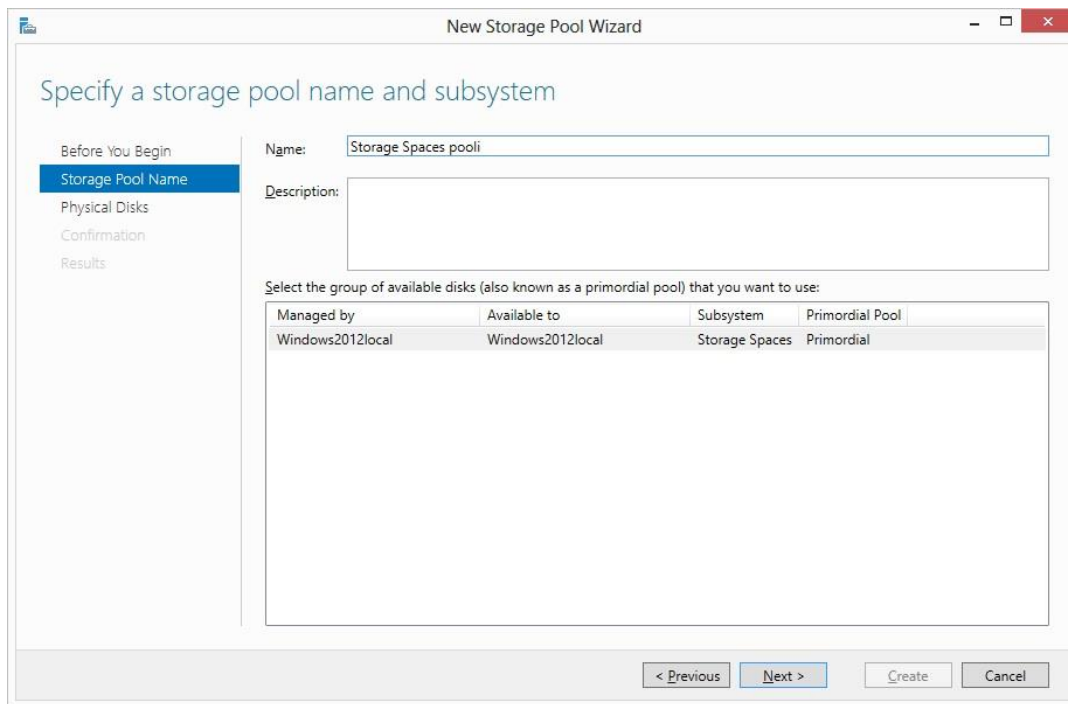 New Storage Pool Wizard
Specify a storage pool name and subsystem
Before You Begin
Storage Pool Name
Physical Disks
Confirmation
Results
Name: Storage Spaces pooli
Description:
Select the group of available disks (also known as a primordial pool) that you want to use:
Managed by Available to Subsystem Primordial Pool
Windows2012local Windows2012local Storage Spaces Primordial
< Previous Next > Create Cancel